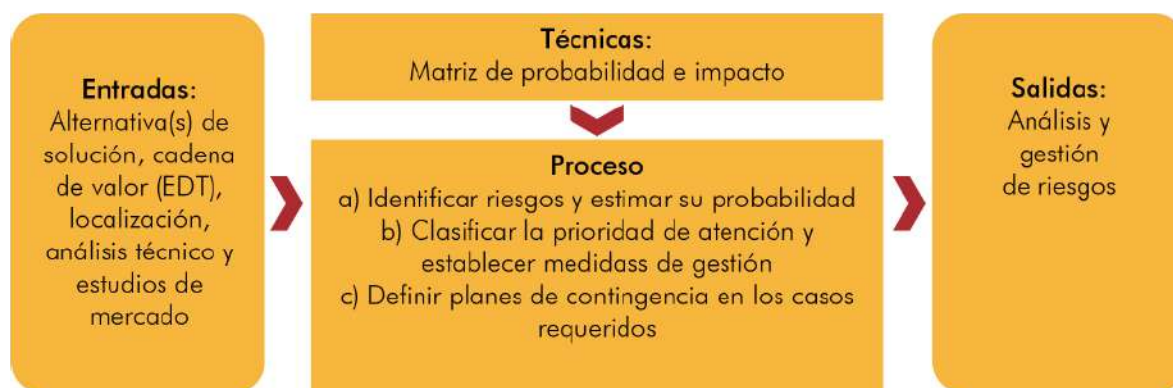 Entradas:
Alternativa(s) de
solución, cadena
de valor (EDT),
localización,
análisis técnico y
estudios de
mercado
Técnicas:
Matriz de probabilidad e impacto
Proceso
a) Identificar riesgos y estimar su probabilidad
b) Clasificar la prioridad de atención y
establecer medidass de gestión
c) Definir planes de contingencia en los casos
requeridos
Salidas:
Análisis y
gestión
de riesgos